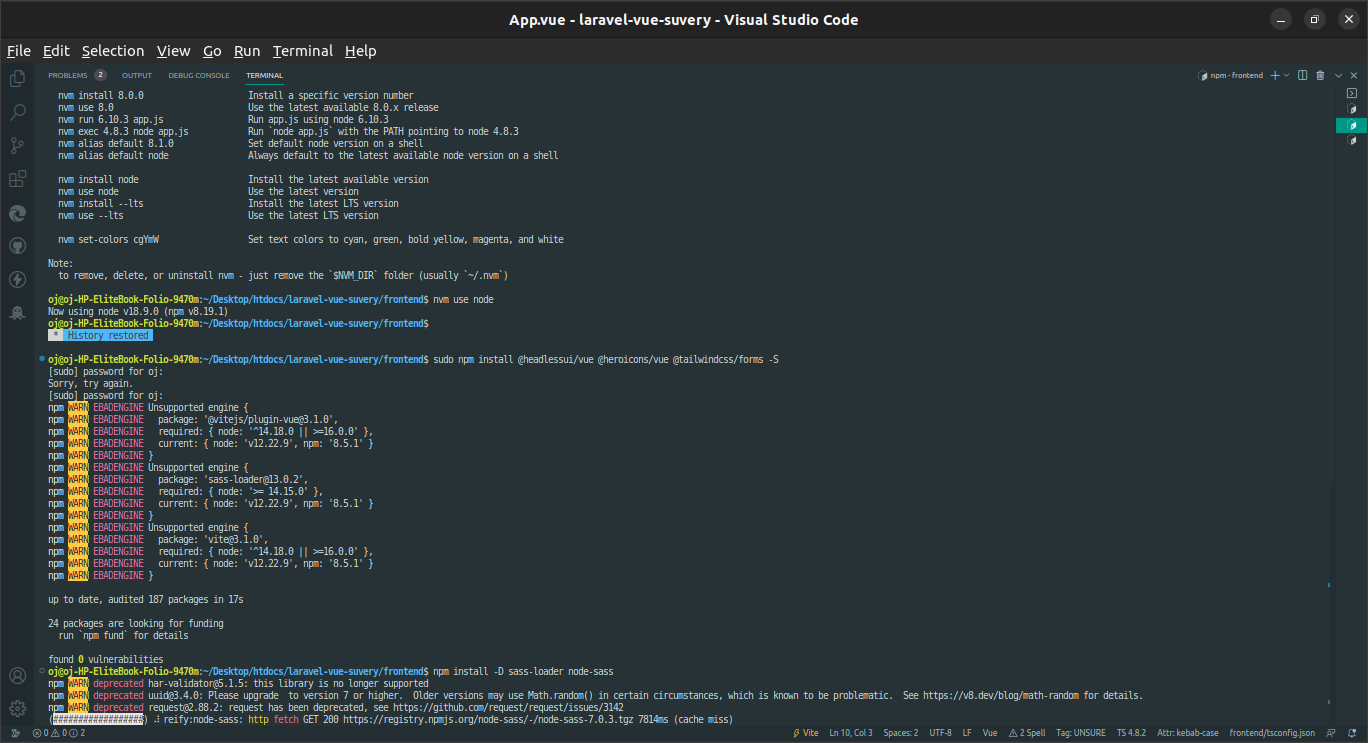 App.vue - laravel-vue-suvery - Visual Studio Code
File Edit Selection View Go Run Terminal Help
PROBLEMS 2 OUTPUT DEBUG CONSOLE TERMINAL npm - frontend
nvm install 8.0.0 Install a specific version number
nvm use 8.0 Use the latest available 8.0.x release
nvm run 6.10.3 app.js Run app.js using node 6.10.3
nvm exec 4.8.3 node app.js Run `node app.js` with the PATH pointing to node 4.8.3
nvm alias default 8.1.0 Set default node version on a shell
nvm alias default node Always default to the latest available node version on a shell
nvm install node Install the latest available version
nvm use node Use the latest version
nvm install --lts Install the latest LTS version
nvm use --lts Use the latest LTS version
nvm set-colors cgYmW Set text colors to cyan, green, bold yellow, magenta, and white
Note:
to remove, delete, or uninstall nvm - just remove the `$NVM_DIR` folder (usually `~/.nvm`)
oj@oj-HP-EliteBook-Folio-9470m:~/Desktop/htdocs/laravel-vue-suvery/frontend$ nvm use node
Now using node v18.9.0 (npm v8.19.1)
oj@oj-HP-EliteBook-Folio-9470m:~/Desktop/htdocs/laravel-vue-suvery/frontend$
* History restored
oj@oj-HP-EliteBook-Folio-9470m:~/Desktop/htdocs/laravel-vue-suvery/frontend$ sudo npm install @headlessui/vue @heroicons/vue @tailwindcss/forms -S
[sudo] password for oj:
Sorry, try again.
[sudo] password for oj:
npm WARN EBADENGINE Unsupported engine {
npm WARN EBADENGINE package: '@vitejs/plugin-vue@3.1.0',
npm WARN EBADENGINE required: { node: '^14.18.0 || >=16.0.0' },
npm WARN EBADENGINE current: { node: 'v12.22.9', npm: '8.5.1' }
npm WARN EBADENGINE }
npm WARN EBADENGINE Unsupported engine {
npm WARN EBADENGINE package: 'sass-loader@13.0.2',
npm WARN EBADENGINE required: { node: '>= 14.15.0' },
npm WARN EBADENGINE current: { node: 'v12.22.9', npm: '8.5.1' }
npm WARN EBADENGINE }
npm WARN EBADENGINE Unsupported engine {
npm WARN EBADENGINE package: 'vite@3.1.0',
npm WARN EBADENGINE required: { node: '^14.18.0 || >=16.0.0' },
npm WARN EBADENGINE current: { node: 'v12.22.9', npm: '8.5.1' }
npm WARN EBADENGINE }
up to date, audited 187 packages in 17s
24 packages are looking for funding
run `npm fund` for details
found 0 vulnerabilities
oj@oj-HP-EliteBook-Folio-9470m:~/Desktop/htdocs/laravel-vue-suvery/frontend$ npm install -D sass-loader node-sass
npm WARN deprecated har-validator@5.1.5: this library is no longer supported
npm WARN deprecated uuid@3.4.0: Please upgrade  to version 7 or higher.  Older versions may use Math.random() in certain circumstances, which is known to be problematic.  See https://v8.dev/blog/math-random for details.
npm WARN deprecated request@2.88.2: request has been deprecated, see https://github.com/request/request/issues/3142
(##################) ⠼ reify:node-sass: http fetch GET 200 https://registry.npmjs.org/node-sass/-/node-sass-7.0.3.tgz 7814ms (cache miss)
0 0 2 Vite Ln 10, Col 3 Spaces: 2 UTF-8 LF Vue 2 Spell Tag: UNSURE TS 4.8.2 Attr: kebab-case frontend/tsconfig.json